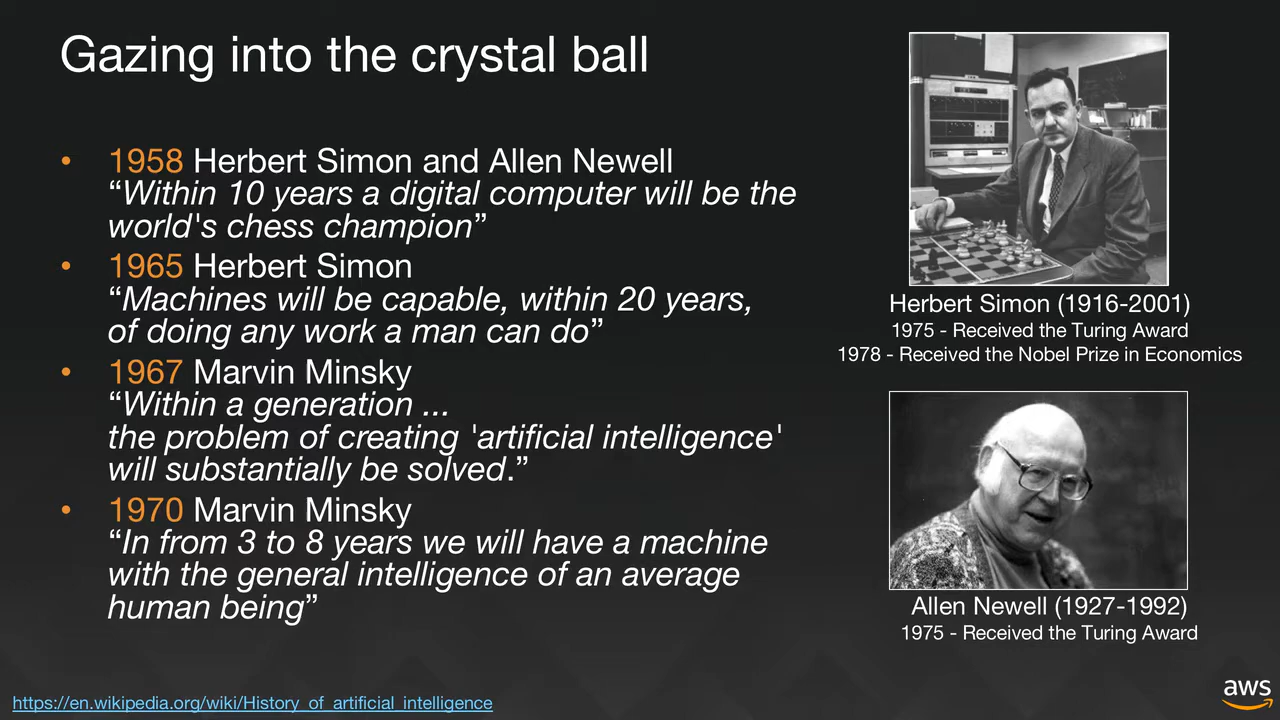 Gazing into the crystal ball
• 1958 Herbert Simon and Allen Newell
“Within 10 years a digital computer will be the
world's chess champion”
• 1965 Herbert Simon
“Machines will be capable, within 20 years,
of doing any work a man can do”
• 1967 Marvin Minsky
“Within a generation ...
the problem of creating 'artificial intelligence'
will substantially be solved.”
• 1970 Marvin Minsky
“In from 3 to 8 years we will have a machine
with the general intelligence of an average
human being”
Herbert Simon (1916-2001)
1975 - Received the Turing Award
1978 - Received the Nobel Prize in Economics
Allen Newell (1927-1992)
1975 - Received the Turing Award
https://en.wikipedia.org/wiki/History_of_artificial_intelligence
aws